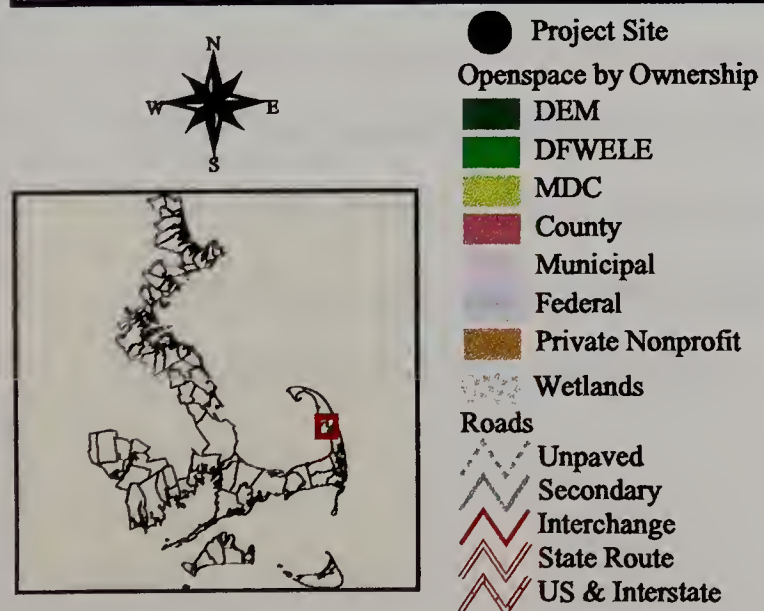 N
W E
S
Project Site
Openspace by Ownership
DEM
DFWELE
MDC
County
Municipal
Federal
Private Nonprofit
Wetlands
Roads
Unpaved
Secondary
Interchange
State Route
US & Interstate